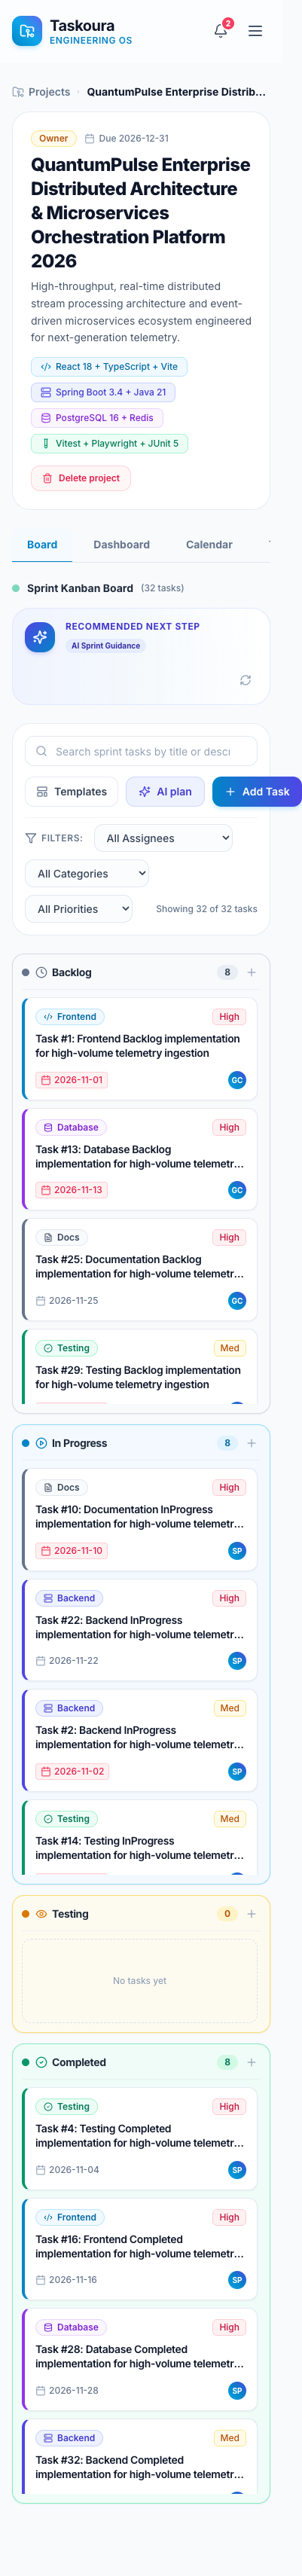 Taskoura
ENGINEERING OS
2
Projects
QuantumPulse Enterprise Distrib...
Owner
Due 2026-12-31
QuantumPulse Enterprise
Distributed Architecture
& Microservices
Orchestration Platform
2026
High-throughput, real-time distributed
stream processing architecture and event-
driven microservices ecosystem engineered
for next-generation telemetry.
React 18 + TypeScript + Vite
Spring Boot 3.4 + Java 21
PostgreSQL 16 + Redis
Vitest + Playwright + JUnit 5
Delete project
Board
Dashboard
Calendar
Sprint Kanban Board (32 tasks)
RECOMMENDED NEXT STEP
AI Sprint Guidance
Search sprint tasks by title or descr
Templates
AI plan
Add Task
FILTERS:
All Assignees
All Categories
All Priorities
Showing 32 of 32 tasks
Backlog
8
Frontend
High
Task #1: Frontend Backlog implementation
for high-volume telemetry ingestion
2026-11-01
GC
Database
High
Task #13: Database Backlog
implementation for high-volume telemetr...
2026-11-13
GC
Docs
High
Task #25: Documentation Backlog
implementation for high-volume telemetr...
2026-11-25
GC
Testing
Med
Task #29: Testing Backlog implementation
for high-volume telemetry ingestion
In Progress
8
Docs
High
Task #10: Documentation InProgress
implementation for high-volume telemetr...
2026-11-10
SP
Backend
High
Task #22: Backend InProgress
implementation for high-volume telemetr...
2026-11-22
SP
Backend
Med
Task #2: Backend InProgress
implementation for high-volume telemetr...
2026-11-02
SP
Testing
Med
Task #14: Testing InProgress
implementation for high-volume telemetr...
Testing
0
No tasks yet
Completed
8
Testing
High
Task #4: Testing Completed
implementation for high-volume telemetr...
2026-11-04
SP
Frontend
High
Task #16: Frontend Completed
implementation for high-volume telemetr...
2026-11-16
SP
Database
High
Task #28: Database Completed
implementation for high-volume telemetr...
2026-11-28
SP
Backend
Med
Task #32: Backend Completed
implementation for high-volume telemetr...